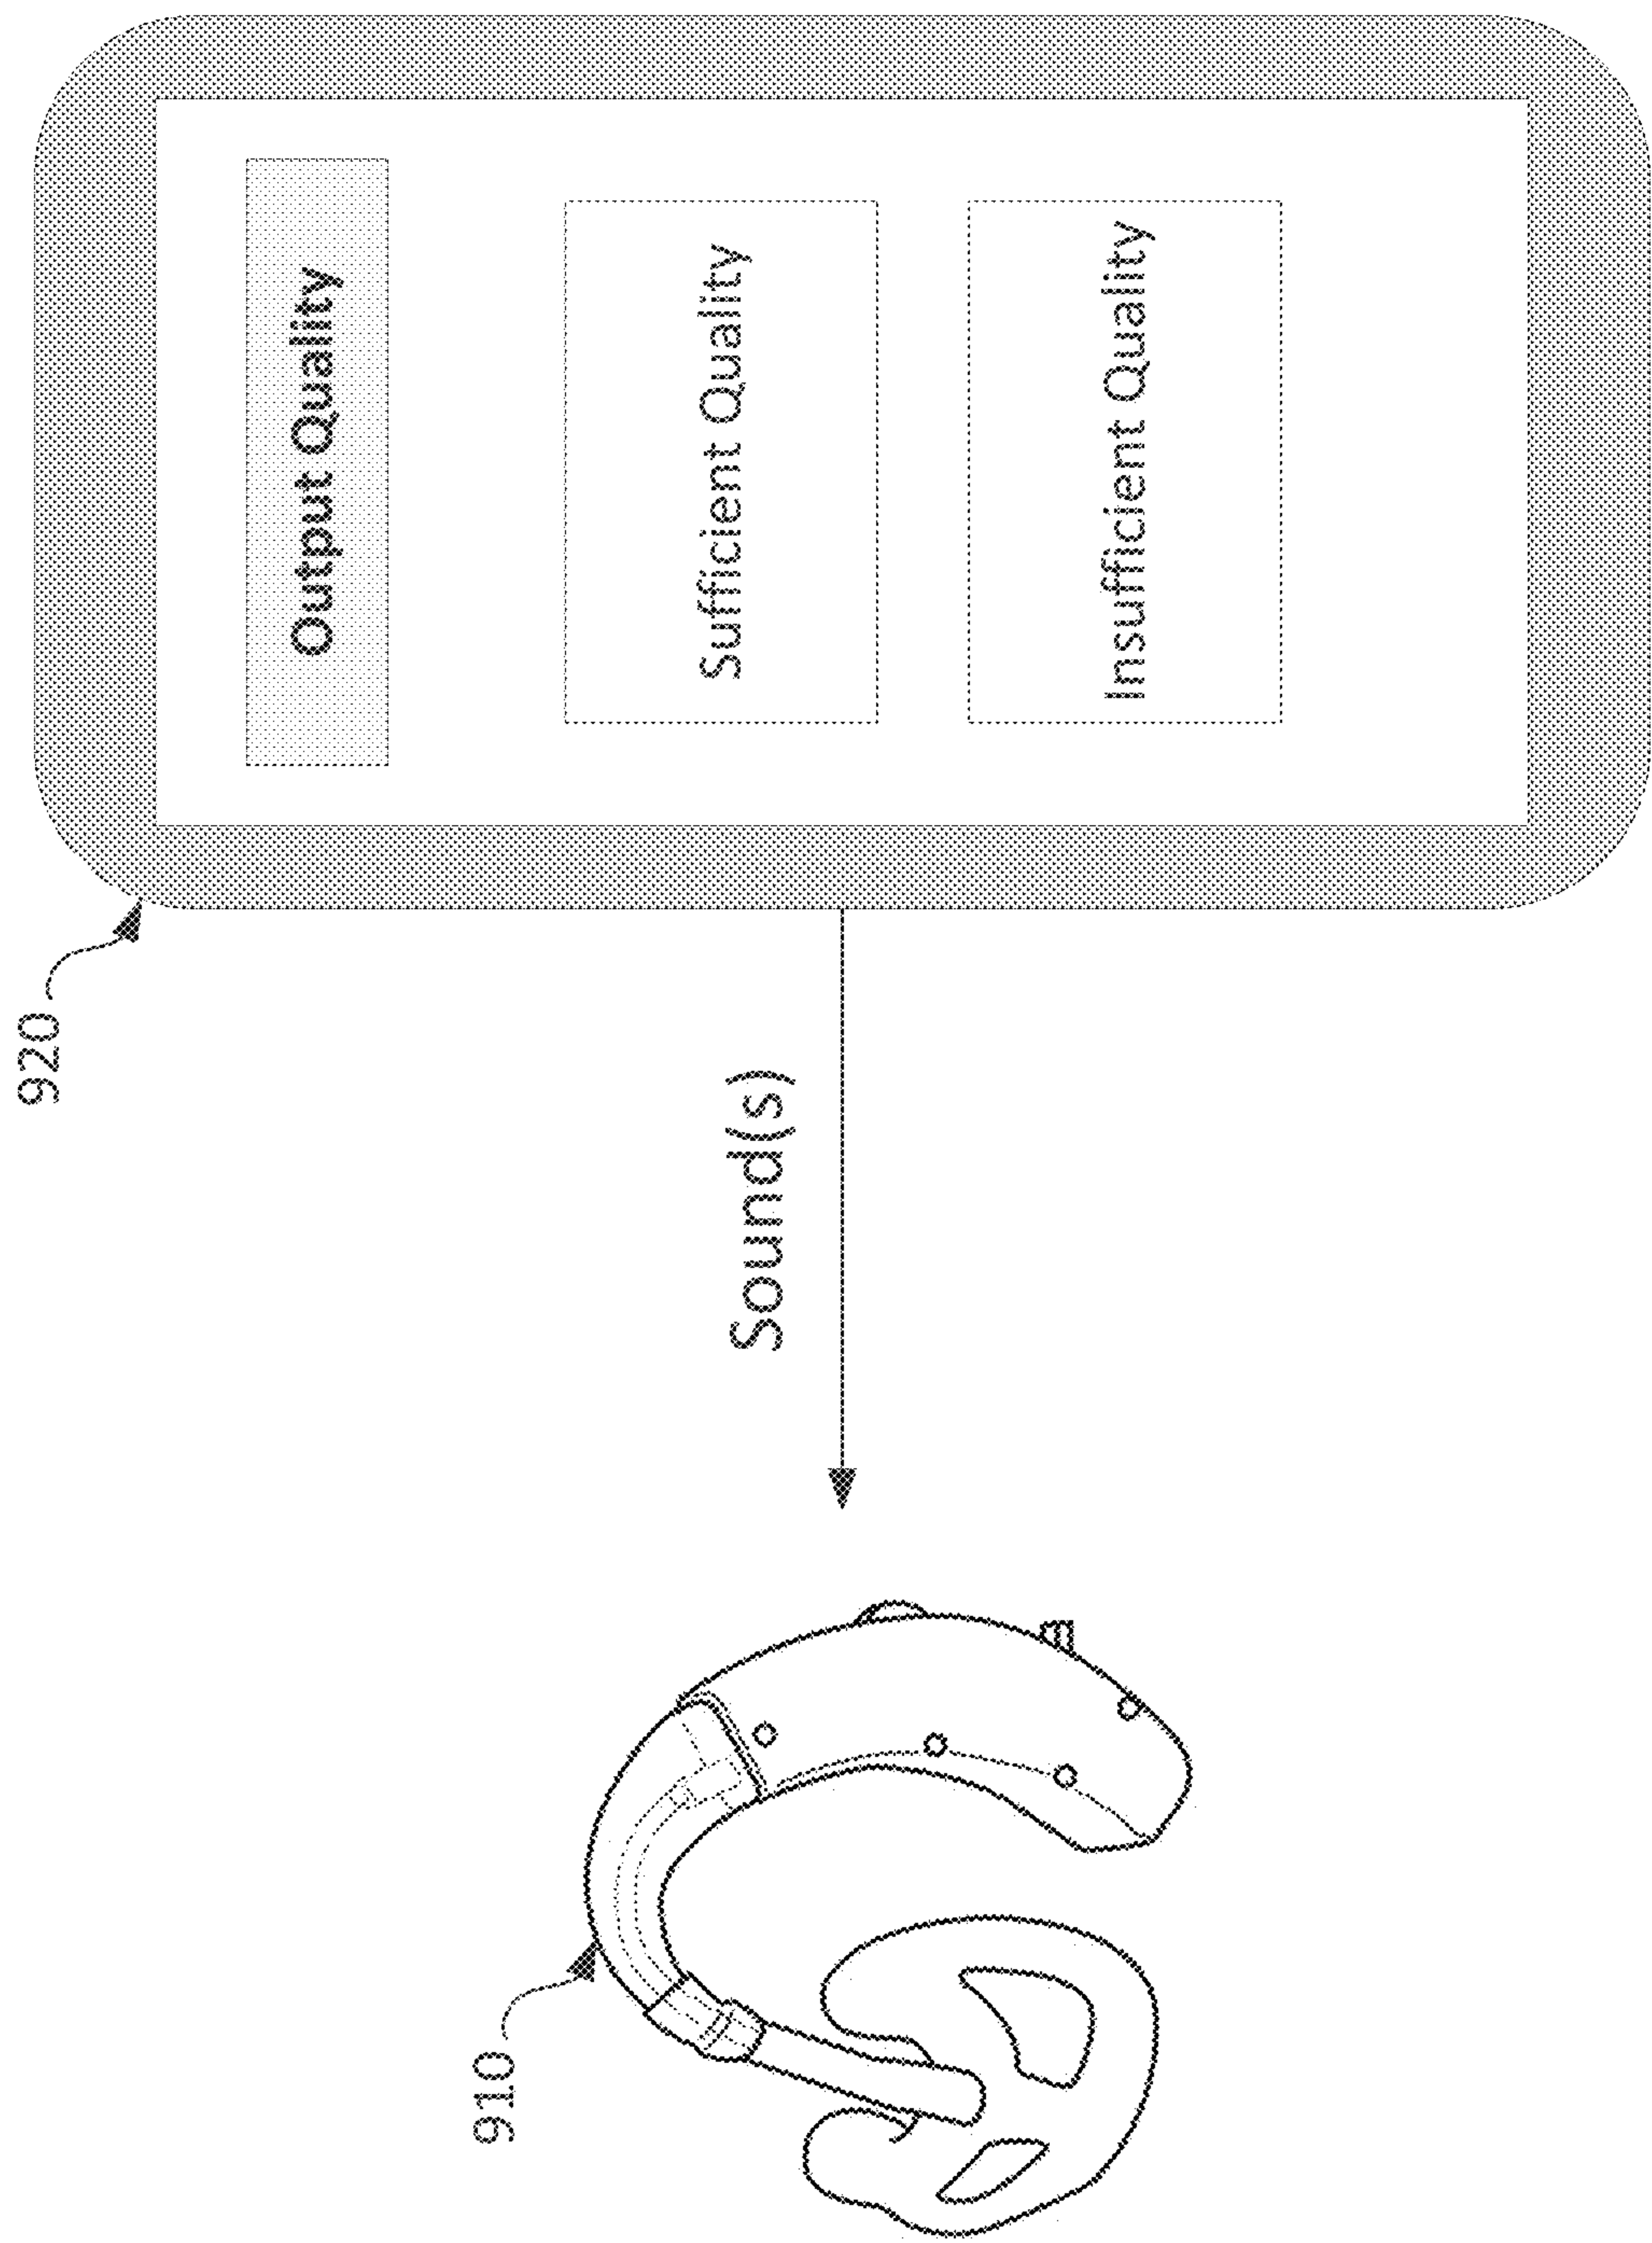 910
Sound(s)
920
Output Quality
Sufficient Quality
Insufficient Quality